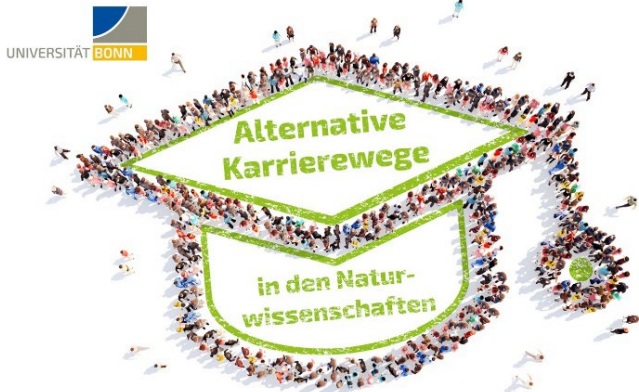 UNIVERSITÄT BONN
Alternative
Karrierewege
in den Natur-
wissenschaften